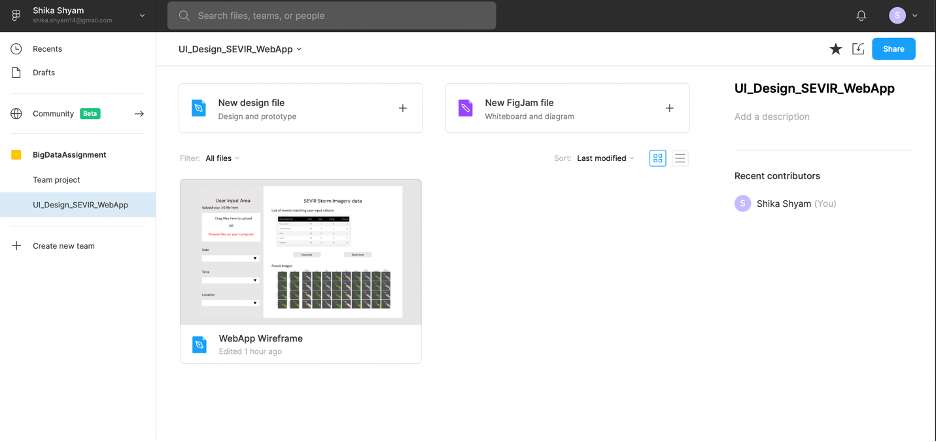 Shika Shyam
shika.shyam14@gmail.com
Search files, teams, or people
S
Recents
Drafts
Community Beta
BigDataAssignment
Team project
UI_Design_SEVIR_WebApp
Create new team
UI_Design_SEVIR_WebApp
Share
New design file
Design and prototype
New FigJam file
Whiteboard and diagram
Filter: All files
Sort: Last modified
User Input Area
Upload your h5 file here
Drag files here to upload
OR
Choose files on your computer
Date
Time
Location
SEVIR Storm Imagery data
List of events matching user input criteria
Result Images
WebApp Wireframe
Edited 1 hour ago
UI_Design_SEVIR_WebApp
Add a description
Recent contributors
S
Shika Shyam (You)